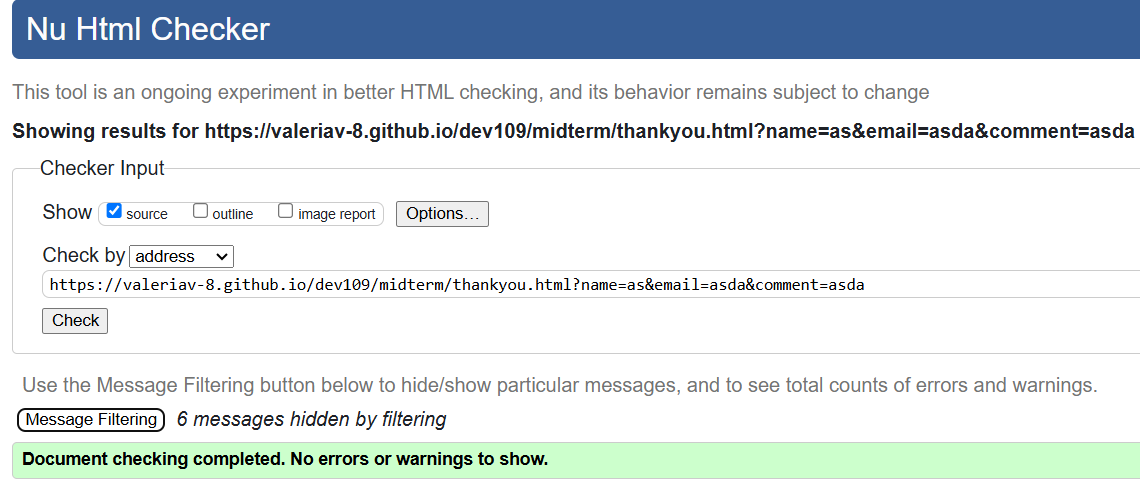 Nu Html Checker
This tool is an ongoing experiment in better HTML checking, and its behavior remains subject to change
Showing results for https://valeriav-8.github.io/dev109/midterm/thankyou.html?name=as&email=asda&comment=asda
Checker Input
Show source outline image report Options...
Check by address
https://valeriav-8.github.io/dev109/midterm/thankyou.html?name=as&email=asda&comment=asda
Check
Use the Message Filtering button below to hide/show particular messages, and to see total counts of errors and warnings.
Message Filtering 6 messages hidden by filtering
Document checking completed. No errors or warnings to show.